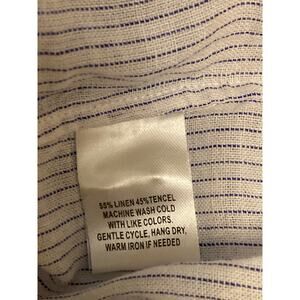 55% LINEN 45%TENCEL
MACHINE WASH COLD
WITH LIKE COLORS.
GENTLE CYCLE, HANG DRY,
WARM IRON IF NEEDED